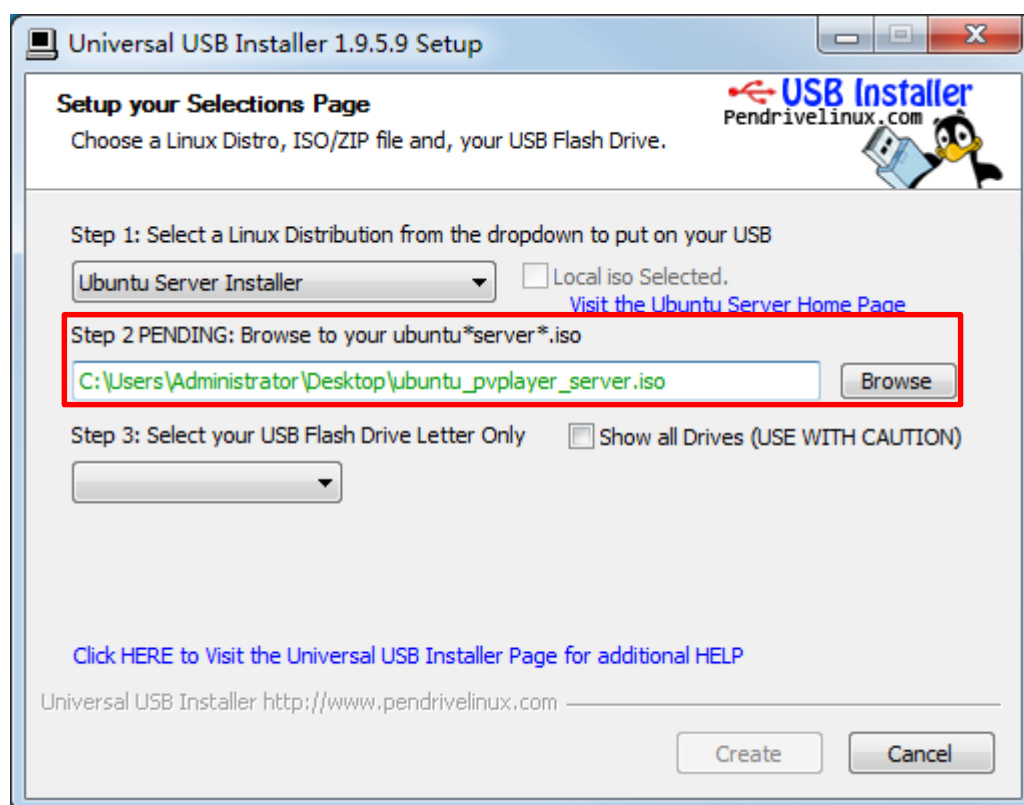 Universal USB Installer 1.9.5.9 Setup
Setup your Selections Page
Choose a Linux Distro, ISO/ZIP file and, your USB Flash Drive.
USB Installer
Pendrivelinux.com
Step 1: Select a Linux Distribution from the dropdown to put on your USB
Ubuntu Server Installer
Local iso Selected.
Visit the Ubuntu Server Home Page
Step 2 PENDING: Browse to your ubuntu*server*.iso
C:\Users\Administrator\Desktop\ubuntu_pvplayer_server.iso
Browse
Step 3: Select your USB Flash Drive Letter Only
Show all Drives (USE WITH CAUTION)
Click HERE to Visit the Universal USB Installer Page for additional HELP
Universal USB Installer http://www.pendrivelinux.com
Create
Cancel